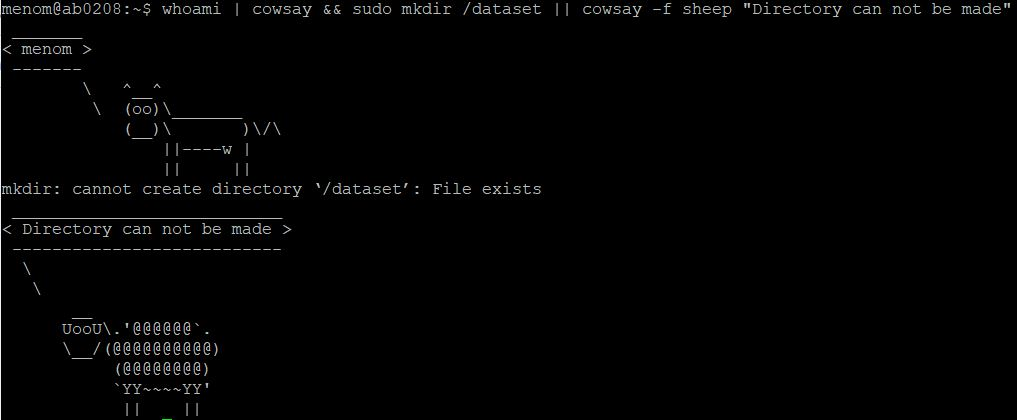 menom@ab0208:~$ whoami | cowsay && sudo mkdir /dataset || cowsay -f sheep "Directory can not be made"
 _______
< menom >
 -------
        \   ^__^
         \  (oo)\_______
            (__)\       )\/\
                ||----w |
                ||     ||
mkdir: cannot create directory ‘/dataset’: File exists
 ___________________________
< Directory can not be made >
 ---------------------------
  \
   \
       __
      UooU\.'@@@@@@`.
      \__/(@@@@@@@@@@)
           (@@@@@@@@)
           `YY~~~~YY'
            ||    ||